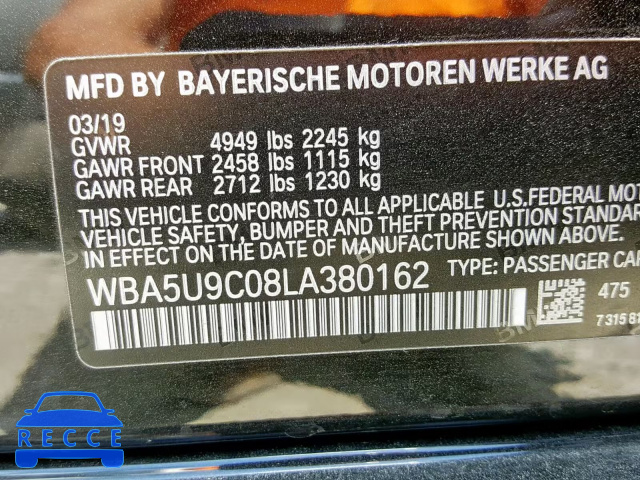 MFD BY BAYERISCHE MOTOREN WERKE AG
03/19
GVWR 4949 lbs 2245 kg
GAWR FRONT 2458 lbs 1115 kg
GAWR REAR 2712 lbs 1230 kg
THIS VEHICLE CONFORMS TO ALL APPLICABLE U.S.FEDERAL MOT
VEHICLE SAFETY, BUMPER AND THEFT PREVENTION STANDAR
IN EFFECT ON THE DATE OF MANUFACTURE SHOWN ABOVE.
WBA5U9C08LA380162 TYPE: PASSENGER CAR
475
731581
RECCE